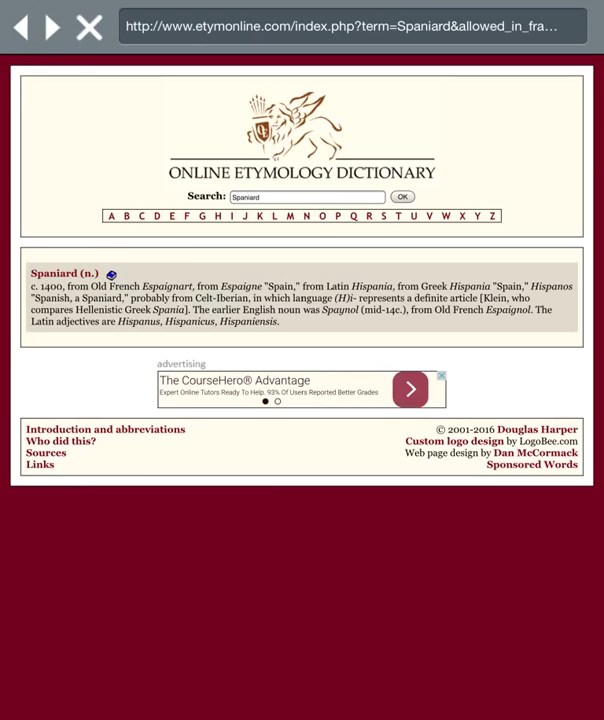 http://www.etymonline.com/index.php?term=Spaniard&allowed_in_fra...
ONLINE ETYMOLOGY DICTIONARY
Search: Spaniard OK
A B C D E F G H I J K L M N O P Q R S T U V W X Y Z
Spaniard (n.)
c. 1400, from Old French Espaignart, from Espaigne "Spain," from Latin Hispania, from Greek Hispania "Spain," Hispanos
"Spanish, a Spaniard," probably from Celt-Iberian, in which language (H)i- represents a definite article [Klein, who
compares Hellenistic Greek Spania]. The earlier English noun was Spaynol (mid-14c.), from Old French Espaignol. The
Latin adjectives are Hispanus, Hispanicus, Hispaniensis.
advertising
The CourseHero® Advantage
Expert Online Tutors Ready To Help. 93% Of Users Reported Better Grades
Introduction and abbreviations
Who did this?
Sources
Links
© 2001-2016 Douglas Harper
Custom logo design by LogoBee.com
Web page design by Dan McCormack
Sponsored Words